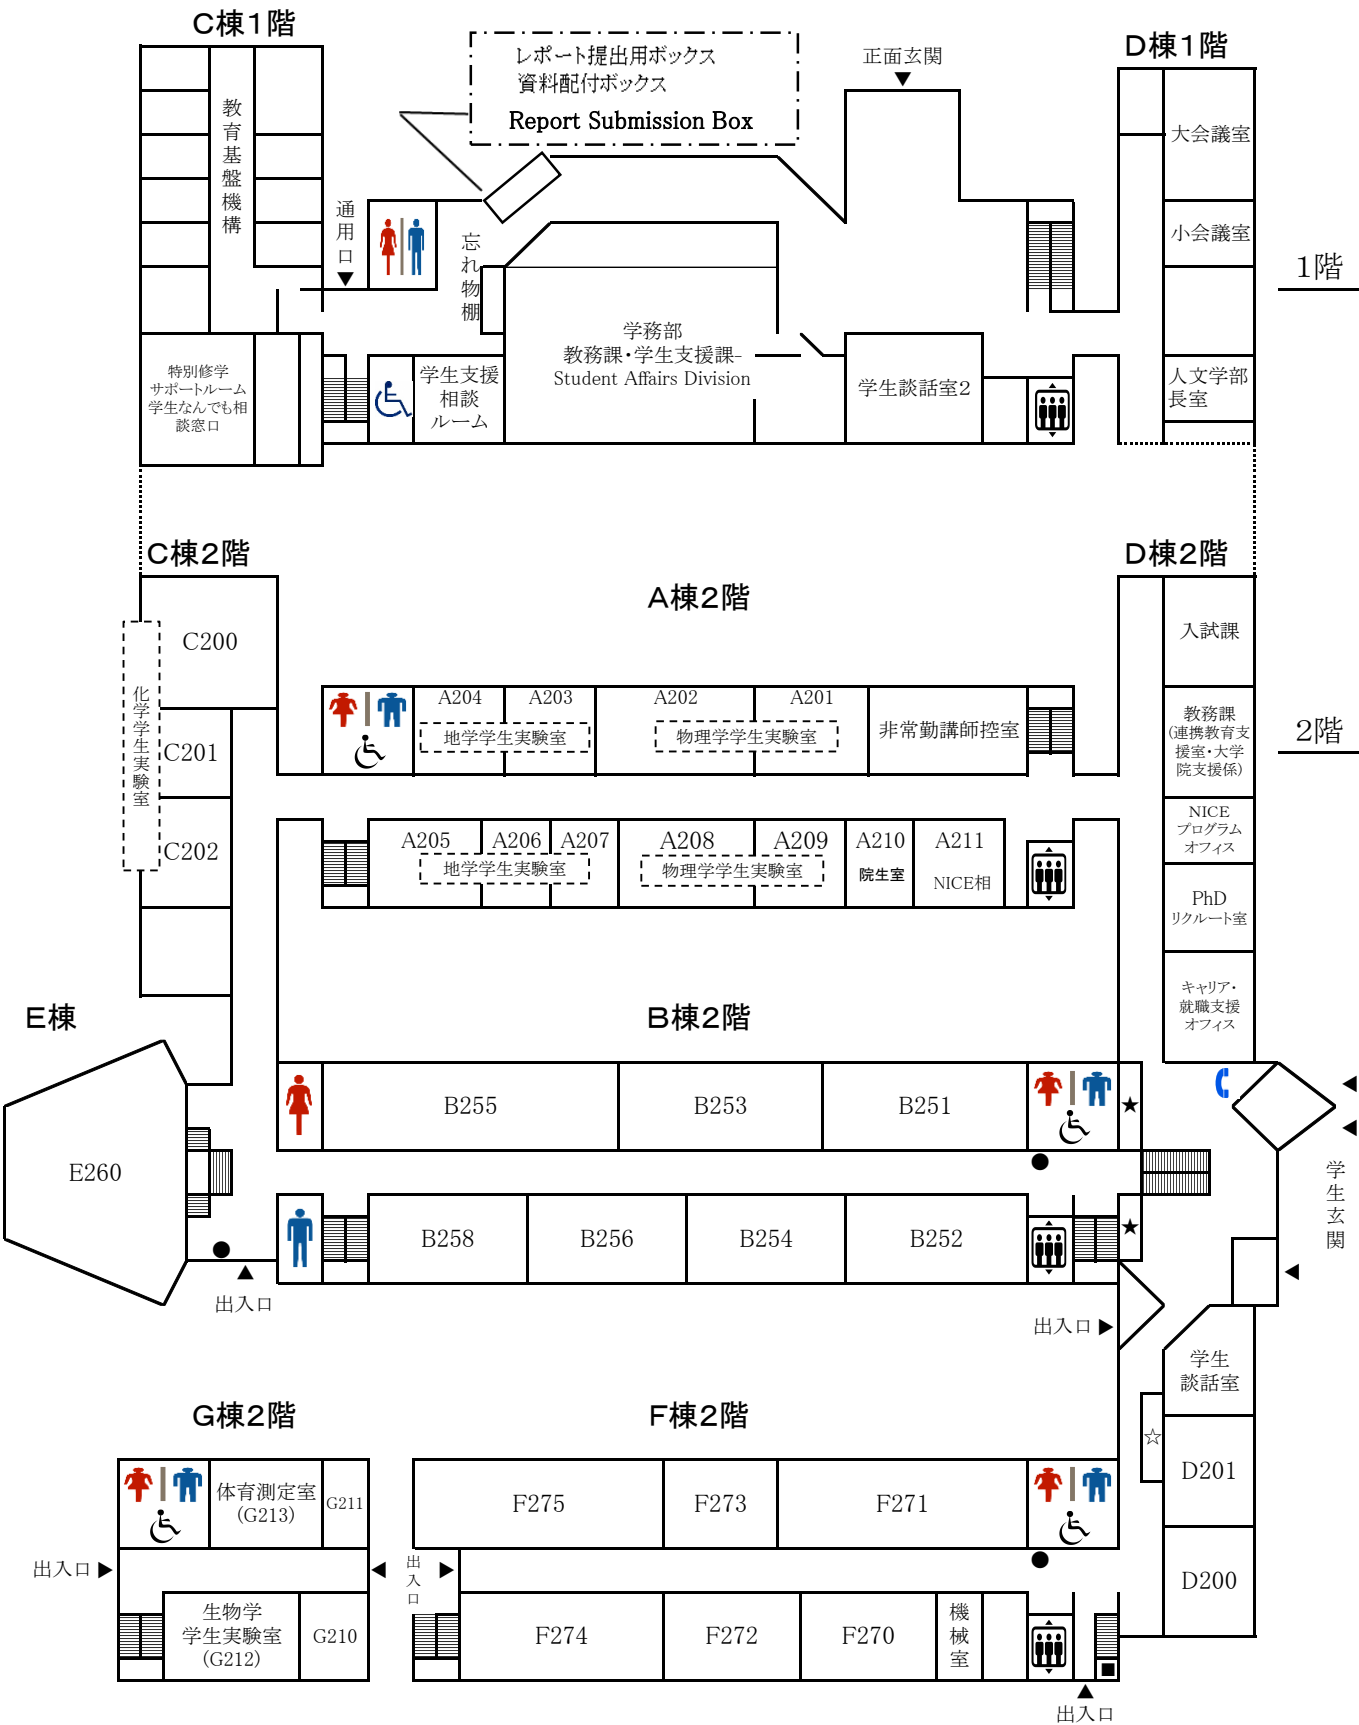 C棟1階
レポート提出用ボックス
資料配付ボックス
Report Submission Box
正面玄関
D棟1階
教育基盤機構
通用口
忘れ物棚
大会議室
小会議室
1階
学務部
教務課・学生支援課-
Student Affairs Division
特別修学
サポートルーム
学生なんでも相
談窓口
学生支援
相談
ルーム
学生談話室2
人文学部
長室
C棟2階
A棟2階
D棟2階
C200
化学学生実験室
C201
C202
A204
A203
A202
A201
地学学生実験室
物理学学生実験室
非常勤講師控室
入試課
教務課
(連携教育支
援室・大学
院支援係)
2階
NICE
プログラム
オフィス
A205
A206
A207
A208
A209
A210
A211
地学学生実験室
物理学学生実験室
院生室
NICE相
PhD
リクルート室
キャリア・
就職支援
オフィス
E棟
B棟2階
E260
B255
B253
B251
★
B258
B256
B254
B252
★
学生玄関
出入口
出入口
学生
談話室
☆
G棟2階
F棟2階
体育測定室
(G213)
G211
F275
F273
F271
D201
出入口
出入口
D200
生物学
学生実験室
(G212)
G210
F274
F272
F270
機械室
出入口